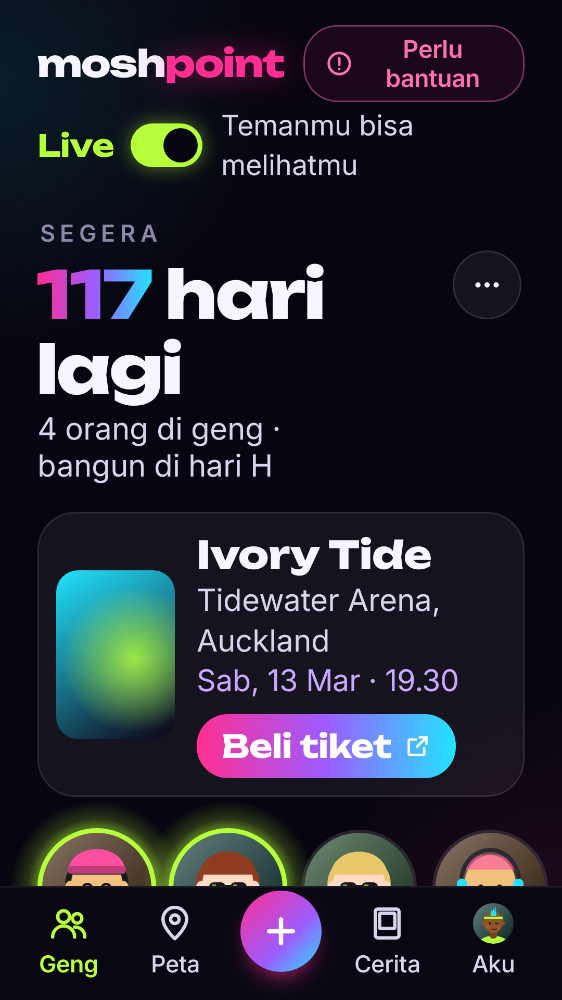 moshpoint
Perlu
bantuan
Live
Temanmu bisa
melihatmu
SEGERA
117 hari
lagi
4 orang di geng ·
bangun di hari H
Ivory Tide
Tidewater Arena,
Auckland
Sab, 13 Mar · 19.30
Beli tiket
Geng
Peta
Cerita
Aku